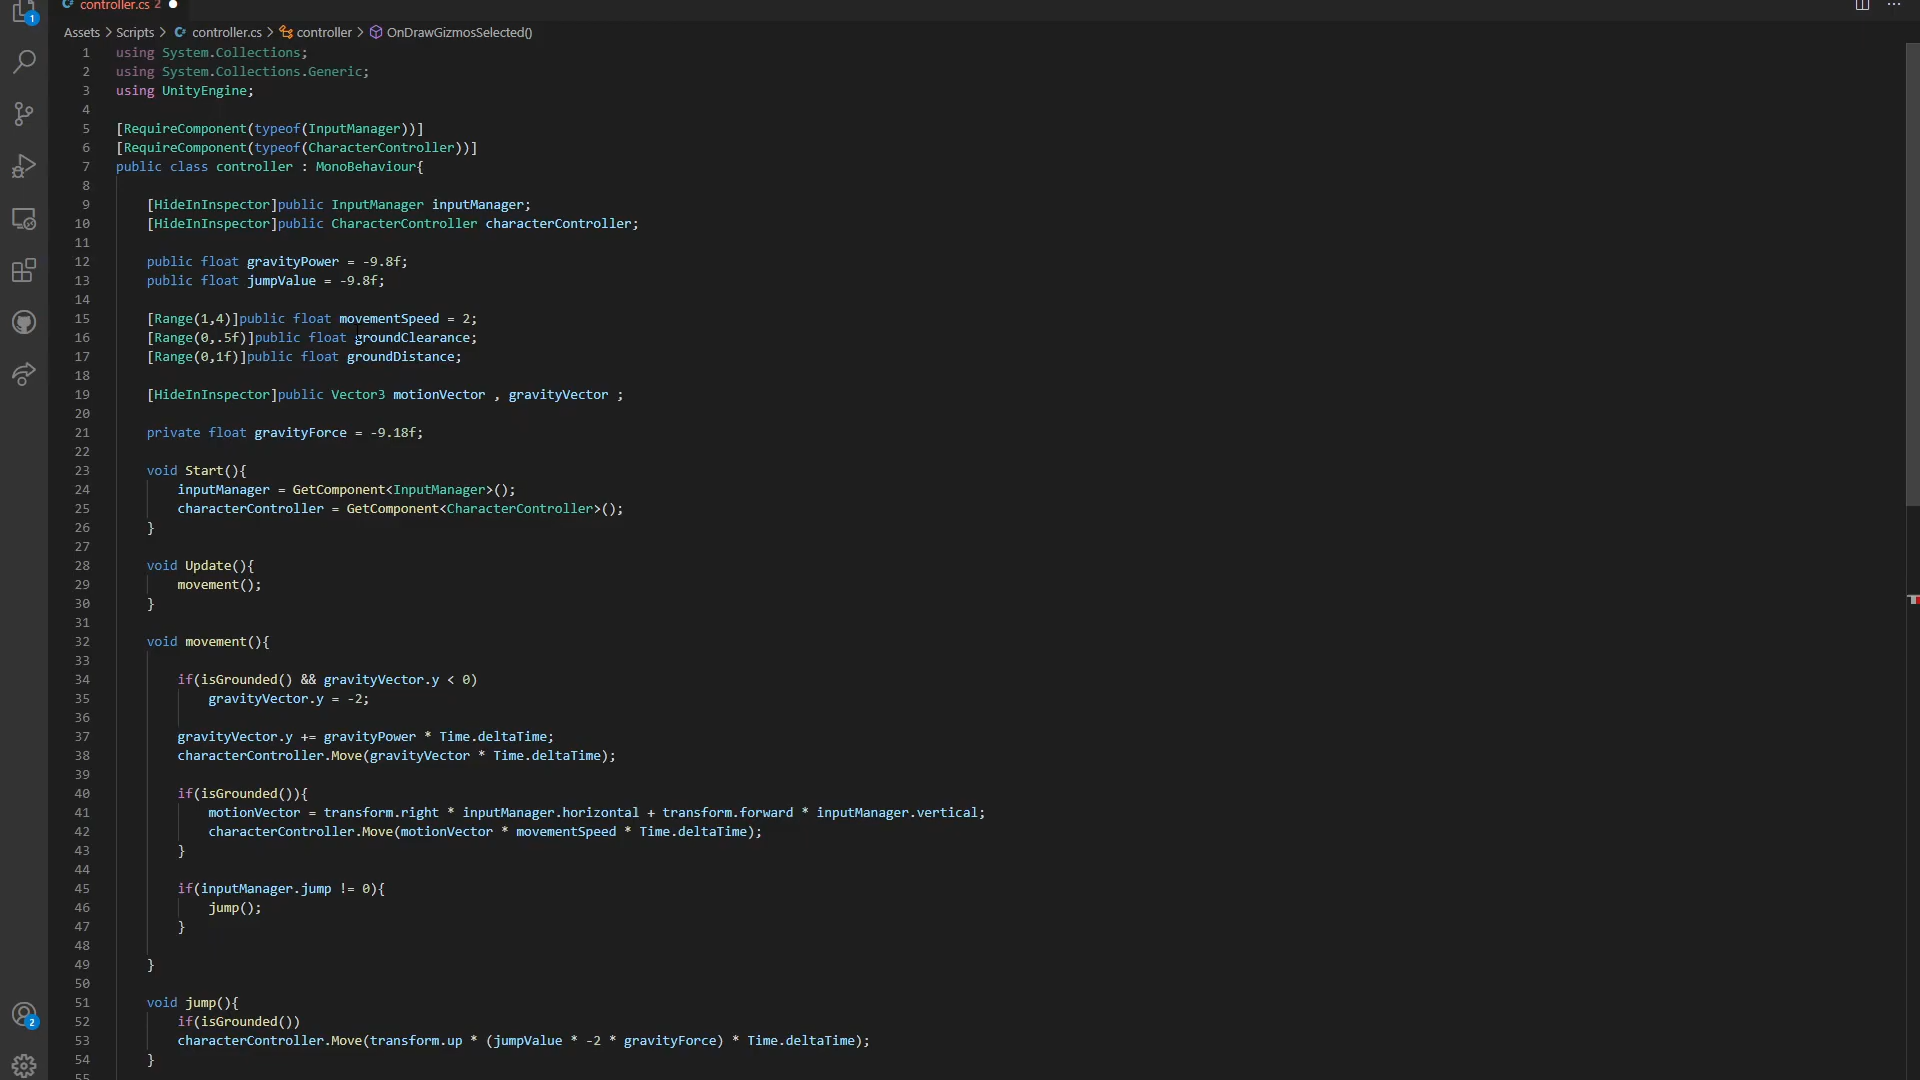 1
controller.cs 2
Assets > Scripts > controller.cs > controller > OnDrawGizmosSelected()
1 using System.Collections;
2 using System.Collections.Generic;
3 using UnityEngine;
4
5 [RequireComponent(typeof(InputManager))]
6 [RequireComponent(typeof(CharacterController))]
7 public class controller : MonoBehaviour{
8
9 [HideInInspector]public InputManager inputManager;
10 [HideInInspector]public CharacterController characterController;
11
12 public float gravityPower = -9.8f;
13 public float jumpValue = -9.8f;
14
15 [Range(1,4)]public float movementSpeed = 2;
16 [Range(0,.5f)]public float groundClearance;
17 [Range(0,1f)]public float groundDistance;
18
19 [HideInInspector]public Vector3 motionVector , gravityVector ;
20
21 private float gravityForce = -9.18f;
22
23 void Start(){
24 inputManager = GetComponent<InputManager>();
25 characterController = GetComponent<CharacterController>();
26 }
27
28 void Update(){
29 movement();
30 }
31
32 void movement(){
33
34 if(isGrounded() && gravityVector.y < 0)
35 gravityVector.y = -2;
36
37 gravityVector.y += gravityPower * Time.deltaTime;
38 characterController.Move(gravityVector * Time.deltaTime);
39
40 if(isGrounded()){
41 motionVector = transform.right * inputManager.horizontal + transform.forward * inputManager.vertical;
42 characterController.Move(motionVector * movementSpeed * Time.deltaTime);
43 }
44
45 if(inputManager.jump != 0){
46 jump();
47 }
48
49 }
50
51 void jump(){
52 if(isGrounded())
53 characterController.Move(transform.up * (jumpValue * -2 * gravityForce) * Time.deltaTime);
54 }
55
2